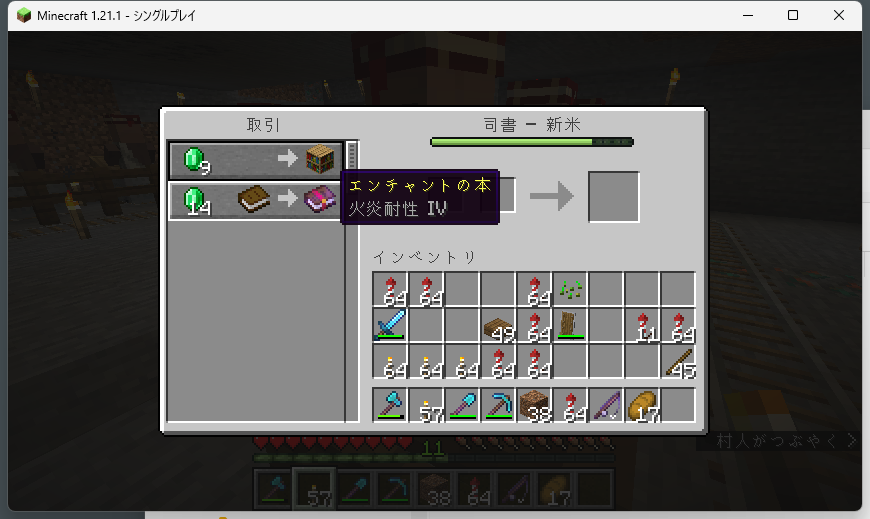 Minecraft 1.21.1 - シングルプレイ
取引
司書 - 新米
9
14
エンチャントの本
火炎耐性 IV
インベントリ
64 64 64
49 64 11 64
64 64 64 64 64 45
57 38 64 17
11
村人がつぶやく >
57 38 64 17